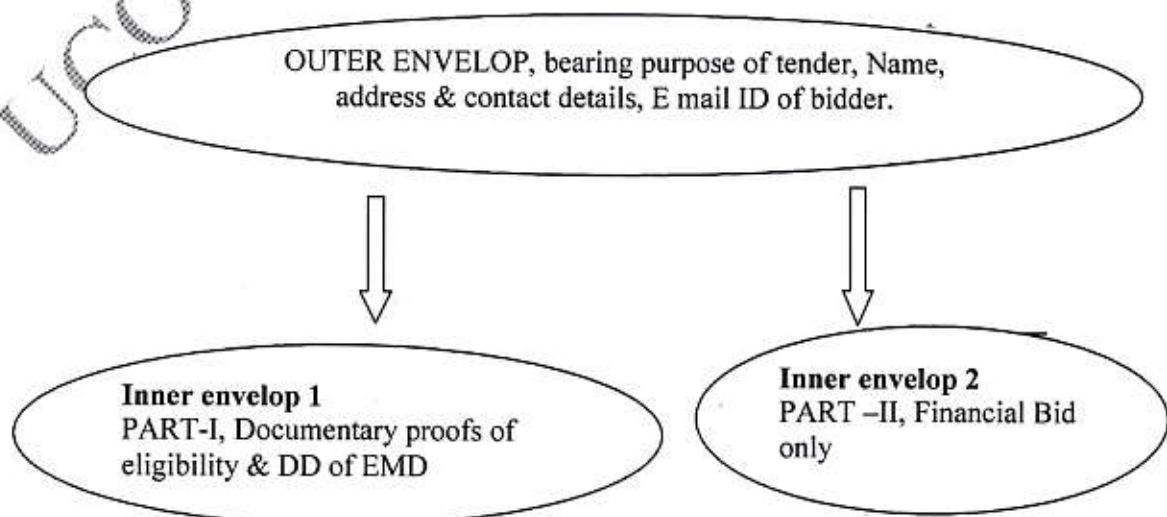 UCO
OUTER ENVELOP, bearing purpose of tender, Name,
address & contact details, E mail ID of bidder.
Inner envelop 1
PART-I, Documentary proofs of
eligibility & DD of EMD
Inner envelop 2
PART –II, Financial Bid
only